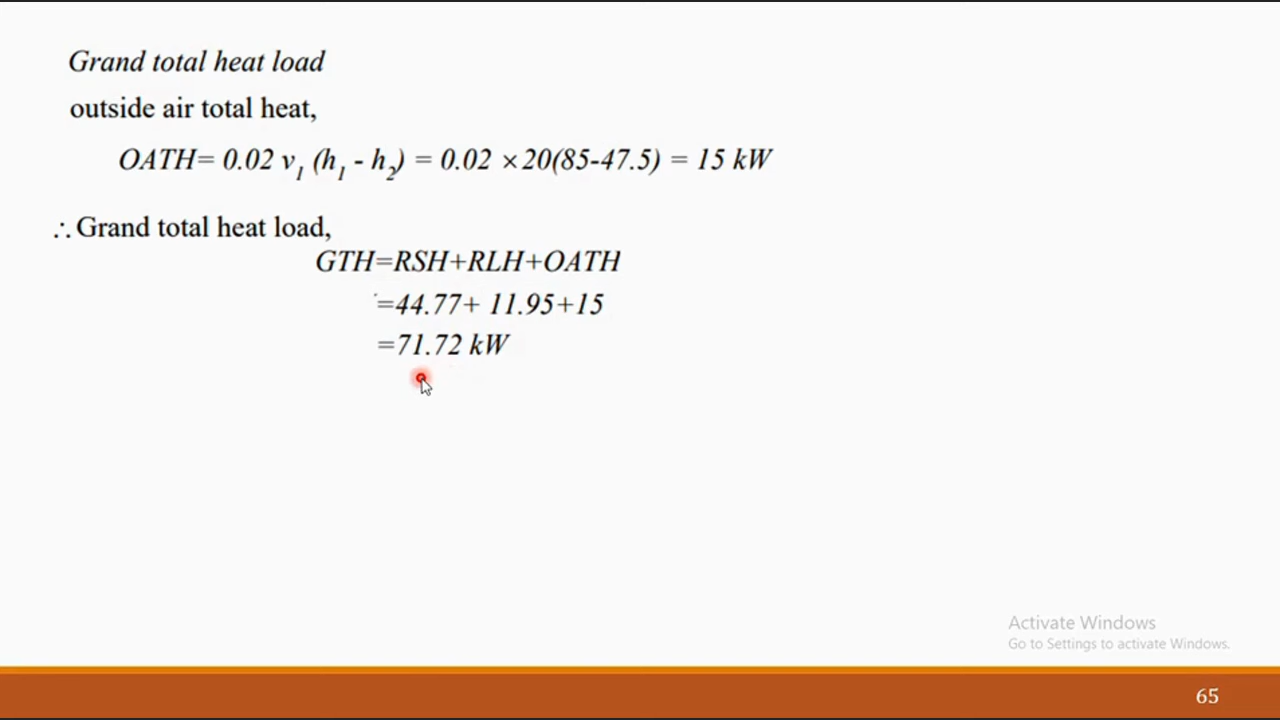 Grand total heat load
outside air total heat,
OATH= 0.02 v₁ (h₁ - h₂) = 0.02 ×20(85-47.5) = 15 kW
∴ Grand total heat load,
GTH=RSH+RLH+OATH
=44.77+ 11.95+15
=71.72 kW
Activate Windows
Go to Settings to activate Windows.
65